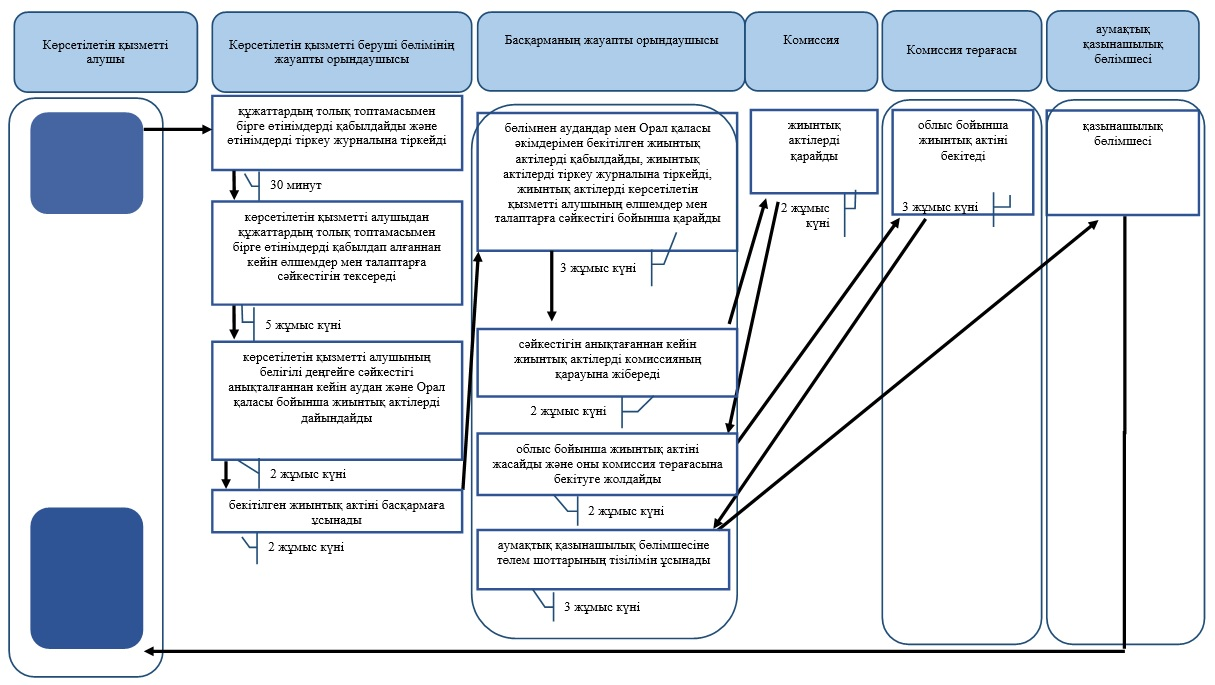 Көрсетілетін қызметті
алушы
Көрсетілетін қызметті беруші бөлімінің
жауапты орындаушысы
Басқарманың жауапты орындаушысы
Комиссия
Комиссия төрағасы
аумақтық
қазынашылық
бөлімшесі
құжаттардың толық топтамасымен
бірге өтінімдерді қабылдайды және
өтінімдерді тіркеу журналына тіркейді
30 минут
көрсетілетін қызметті алушыдан
құжаттардың толық топтамасымен
бірге өтінімдерді қабылдап алғаннан
кейін өлшемдер мен талаптарға
сәйкестігін тексереді
5 жұмыс күні
көрсетілетін қызметті алушының
белігілі деңгейге сәйкестігі
анықталғаннан кейін аудан және Орал
қаласы бойынша жиынтық актілерді
дайындайды
2 жұмыс күні
бекітілген жиынтық актіні басқармаға
ұсынады
2 жұмыс күні
бөлімнен аудандар мен Орал қаласы
әкімдерімен бекітілген жиынтық
актілерді қабылдайды, жиынтық
актілерді тіркеу журналына тіркейді,
жиынтық актілерді көрсетілетін
қызметті алушының өлшемдер мен
талаптарға сәйкестігі бойынша қарайды
3 жұмыс күні
сәйкестігін анықтағаннан кейін
жиынтық актілерді комиссияның
қарауына жібереді
2 жұмыс күні
облыс бойынша жиынтық актіні
жасайды және оны комиссия төрағасына
бекітуге жолдайды
2 жұмыс күні
аумақтық қазынашылық бөлімшесіне
төлем шоттарының тізілімін ұсынады
3 жұмыс күні
жиынтық
актілерді
қарайды
2 жұмыс
күні
облыс бойынша
жиынтық актіні
бекітеді
3 жұмыс күні
қазынашылық
бөлімшесі